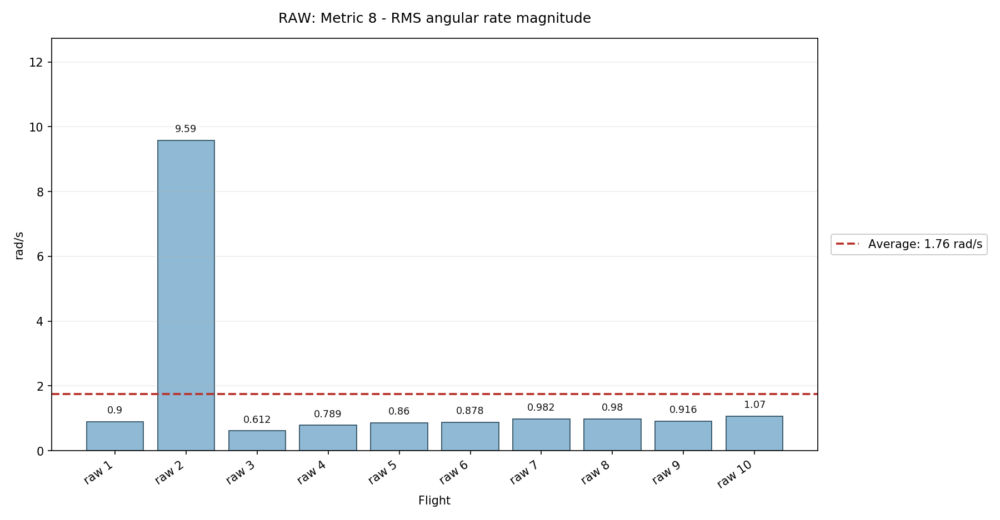 RAW: Metric 8 - RMS angular rate magnitude
12
10
8
6
4
2
0
rad/s
0.9
9.59
0.612
0.789
0.86
0.878
0.982
0.98
0.916
1.07
raw 1
raw 2
raw 3
raw 4
raw 5
raw 6
raw 7
raw 8
raw 9
raw 10
Flight
Average: 1.76 rad/s